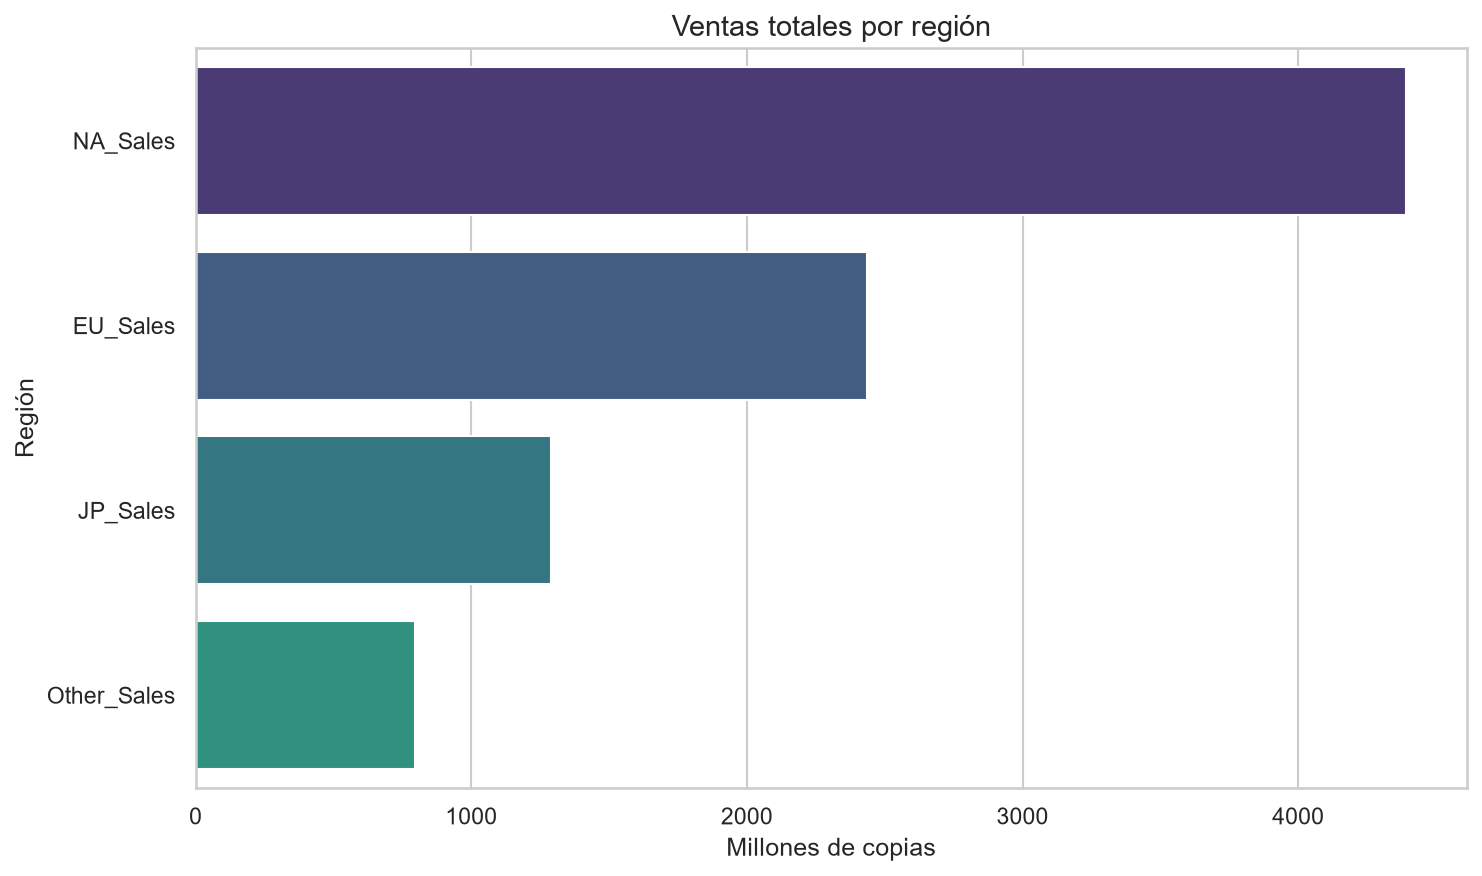 Ventas totales por región
NA_Sales
EU_Sales
JP_Sales
Other_Sales
Región
0 1000 2000 3000 4000
Millones de copias